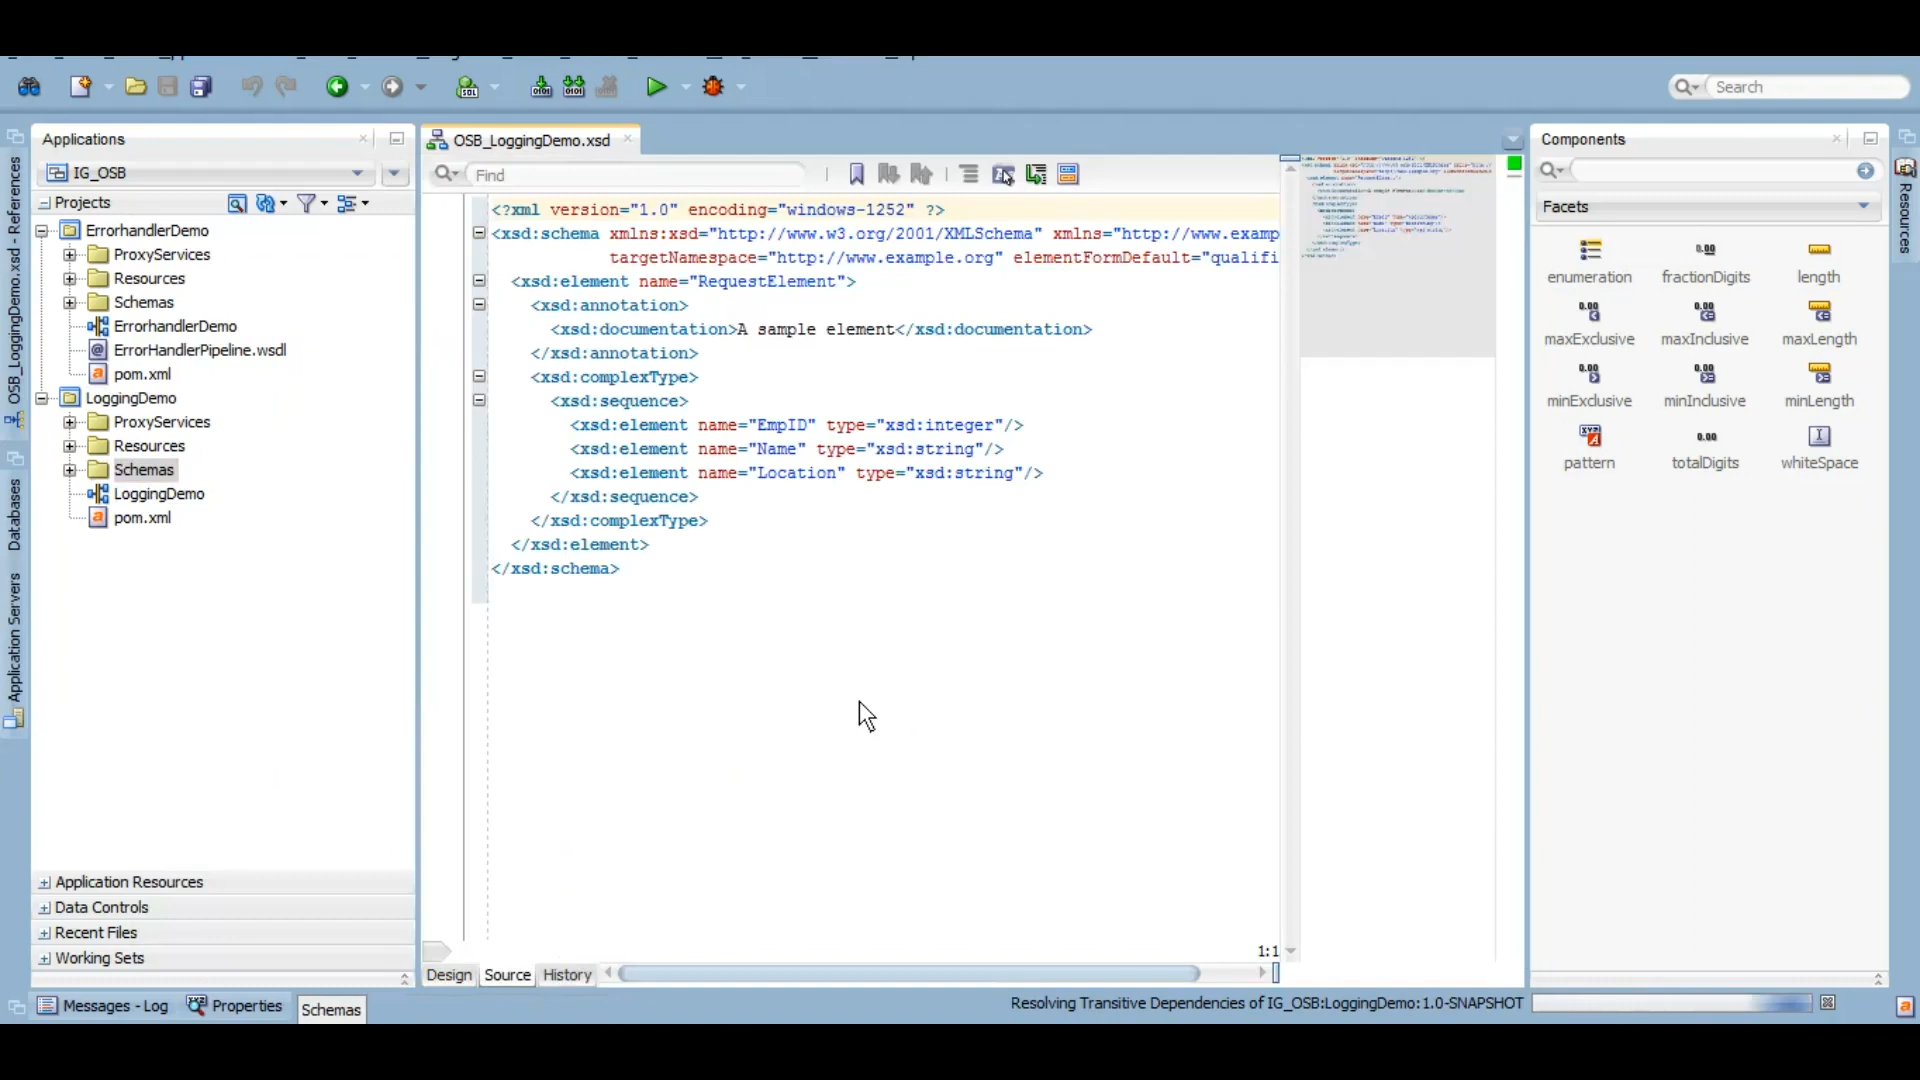 Search
OSB_LoggingDemo.xsd - References
Databases
Application Servers
Applications
IG_OSB
Projects
ErrorhandlerDemo
ProxyServices
Resources
Schemas
ErrorhandlerDemo
ErrorHandlerPipeline.wsdl
pom.xml
LoggingDemo
ProxyServices
Resources
Schemas
LoggingDemo
pom.xml
Application Resources
Data Controls
Recent Files
Working Sets
OSB_LoggingDemo.xsd
Find
<?xml version="1.0" encoding="windows-1252" ?>
<xsd:schema xmlns:xsd="http://www.w3.org/2001/XMLSchema" xmlns="http://www.examp
targetNamespace="http://www.example.org" elementFormDefault="qualifi
<xsd:element name="RequestElement">
<xsd:annotation>
<xsd:documentation>A sample element</xsd:documentation>
</xsd:annotation>
<xsd:complexType>
<xsd:sequence>
<xsd:element name="EmpID" type="xsd:integer"/>
<xsd:element name="Name" type="xsd:string"/>
<xsd:element name="Location" type="xsd:string"/>
</xsd:sequence>
</xsd:complexType>
</xsd:element>
</xsd:schema>
1:1
Design Source History
Components
Facets
enumeration fractionDigits length
maxExclusive maxInclusive maxLength
minExclusive minInclusive minLength
pattern totalDigits whiteSpace
Resources
Messages - Log Properties Schemas
Resolving Transitive Dependencies of IG_OSB:LoggingDemo:1.0-SNAPSHOT